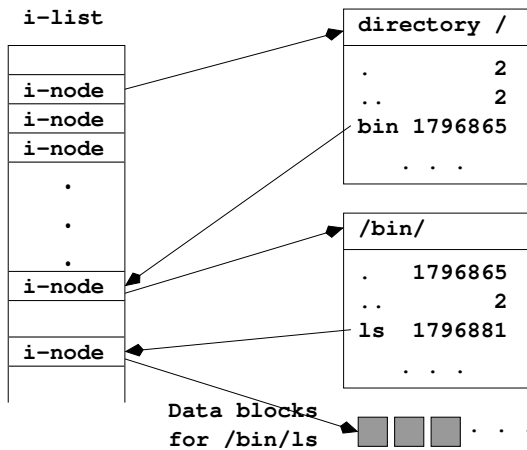 i-list
i-node
i-node
i-node
.
.
.
i-node
i-node
directory /
. 2
.. 2
bin 1796865
. . .
/bin/
. 1796865
.. 2
ls 1796881
. . .
Data blocks
for /bin/ls
. . .